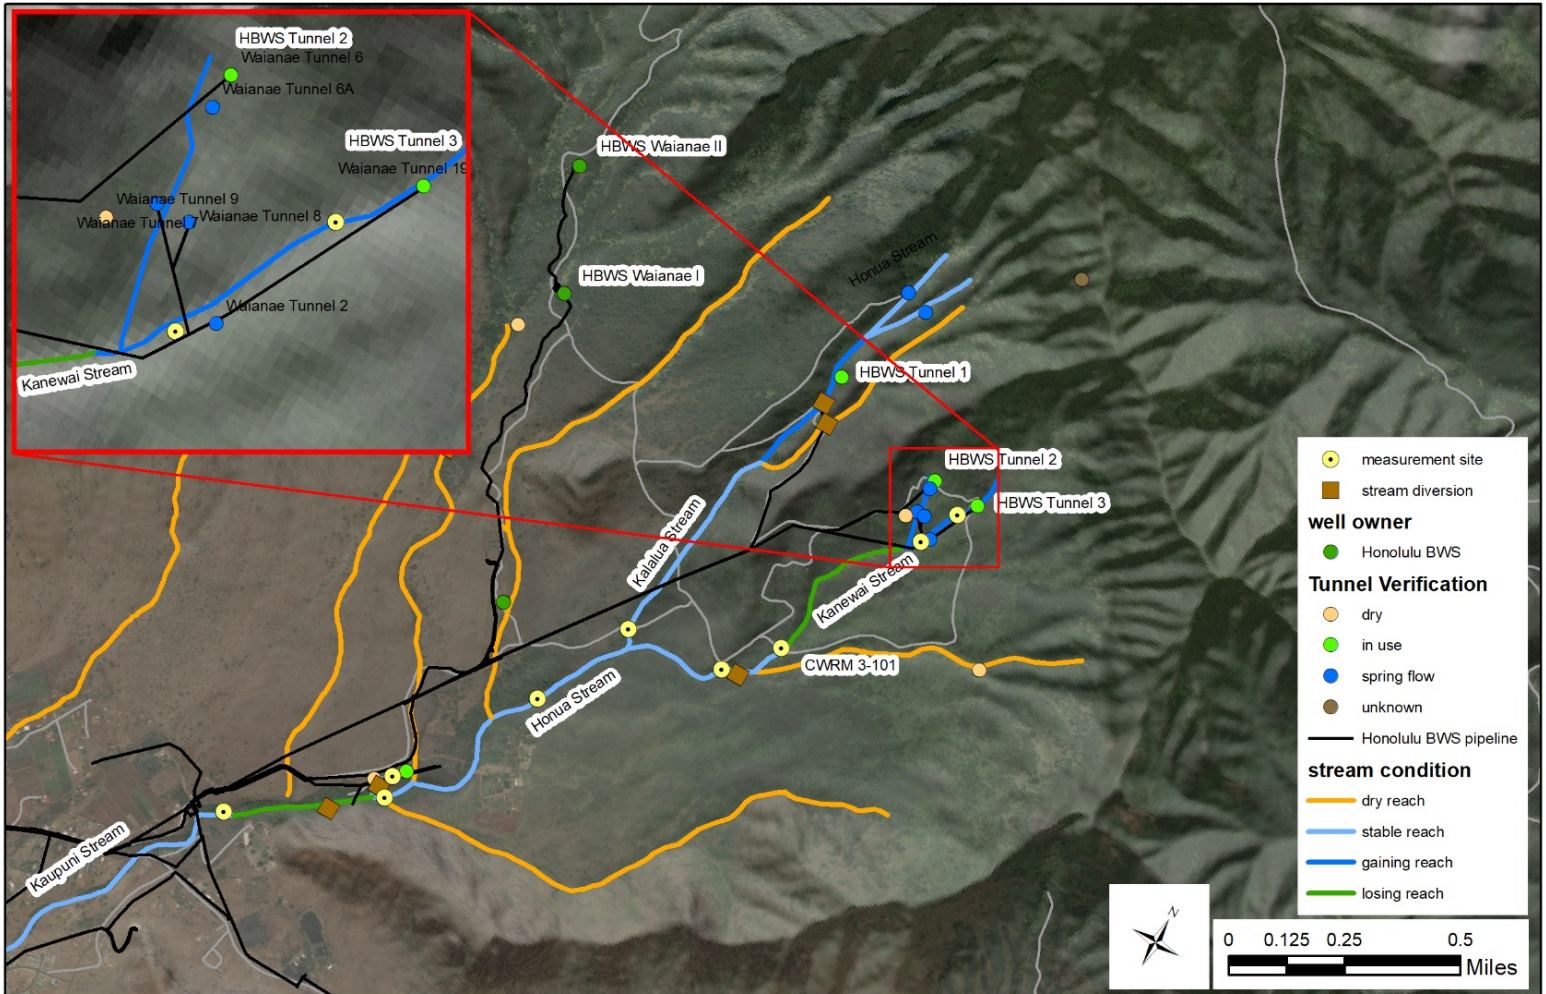 HBWS Tunnel 2
Waianae Tunnel 6
Waianae Tunnel 6A
HBWS Tunnel 3
Waianae Tunnel 19
Waianae Tunnel 9
Waianae Tunnel 7
Waianae Tunnel 8
Waianae Tunnel 2
Kanewai Stream
HBWS Waianae II
HBWS Waianae I
Honua Stream
HBWS Tunnel 1
HBWS Tunnel 2
HBWS Tunnel 3
Kalalua Stream
Kanewai Stream
CWRM 3-101
Honua Stream
Kaupuni Stream
measurement site
stream diversion
well owner
Honolulu BWS
Tunnel Verification
dry
in use
spring flow
unknown
Honolulu BWS pipeline
stream condition
dry reach
stable reach
gaining reach
losing reach
N
0 0.125 0.25 0.5
Miles